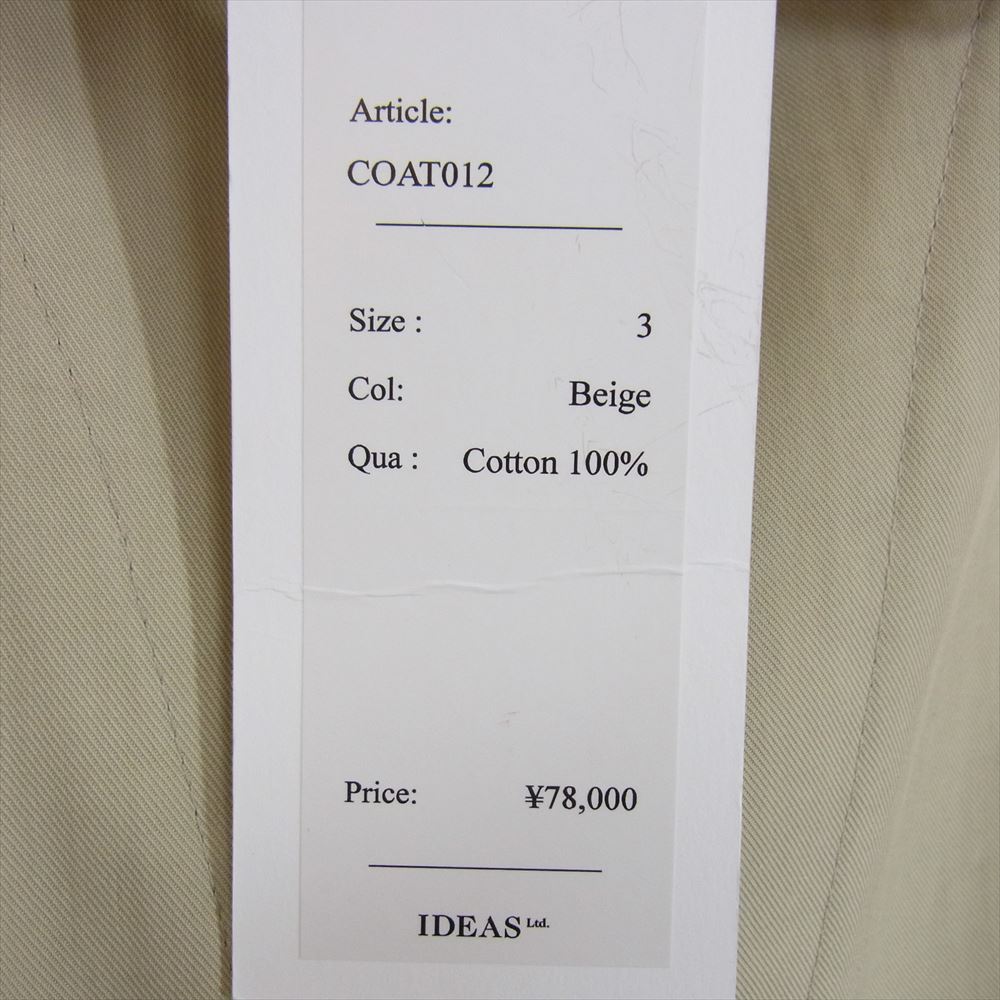 Article:
COAT012
Size : 3
Col: Beige
Qua : Cotton 100%
Price: ¥78,000
IDEAS Ltd.